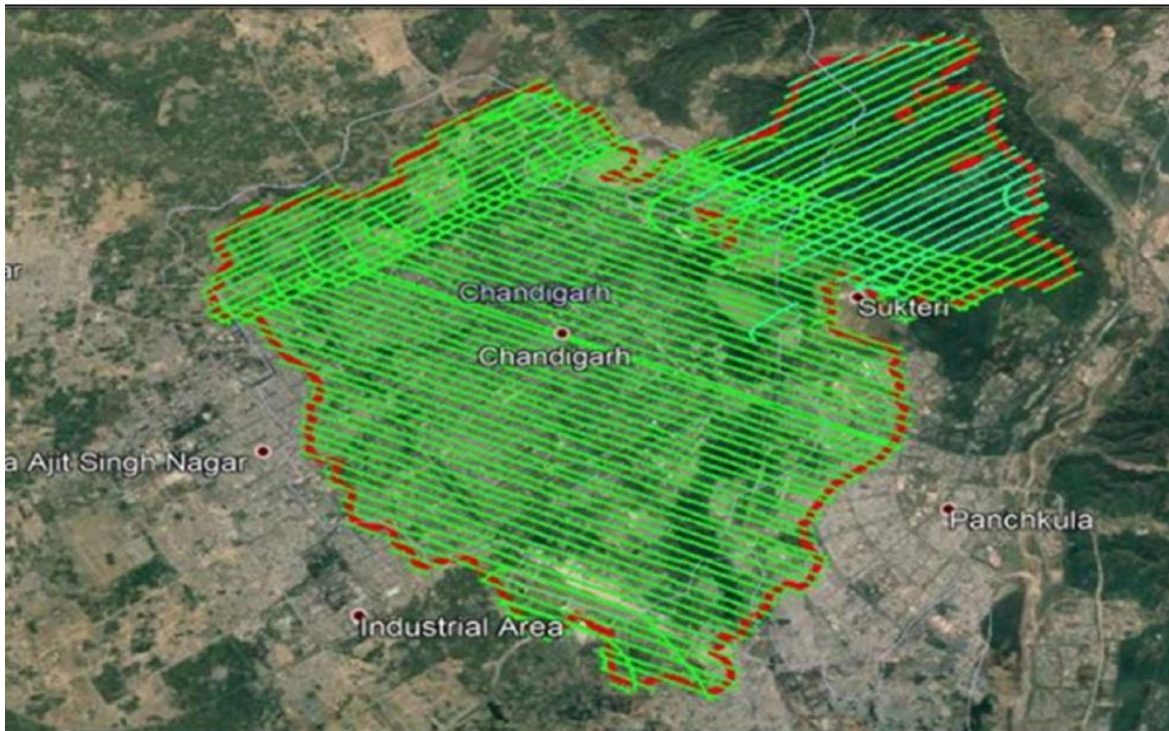 ar
Chandigarh
Sukteri
Chandigarh
a Ajit Singh Nagar
Panchkula
Industrial Area